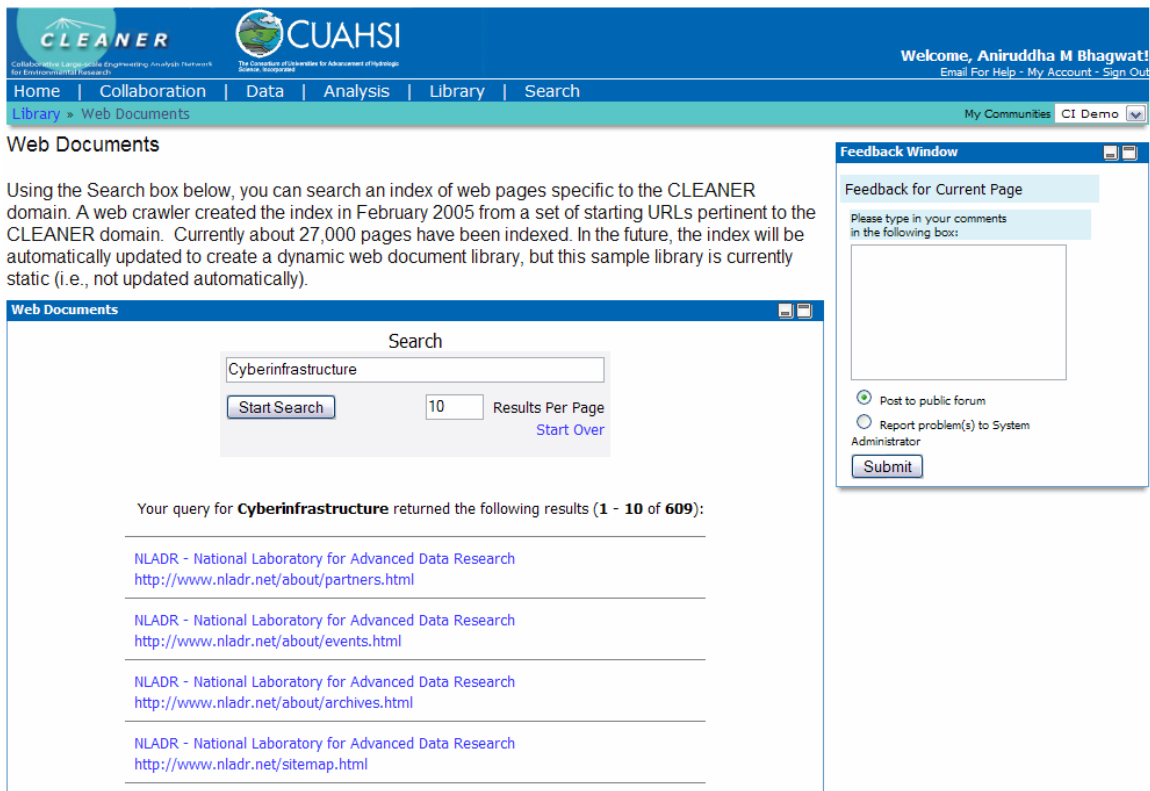 CLEANER
Collaborative Large-scale Engineering Analysis Network
for Environmental Research
CUAHSI
The Consortium of Universities for Advancement of Hydrologic
Science, Incorporated
Welcome, Aniruddha M Bhagwat!
Email For Help - My Account - Sign Out
Home | Collaboration | Data | Analysis | Library | Search
Library » Web Documents
My Communities CI Demo
Web Documents
Using the Search box below, you can search an index of web pages specific to the CLEANER
domain. A web crawler created the index in February 2005 from a set of starting URLs pertinent to the
CLEANER domain. Currently about 27,000 pages have been indexed. In the future, the index will be
automatically updated to create a dynamic web document library, but this sample library is currently
static (i.e., not updated automatically).
Web Documents
Search
Cyberinfrastructure
Start Search 10 Results Per Page
Start Over
Your query for Cyberinfrastructure returned the following results (1 - 10 of 609):
NLADR - National Laboratory for Advanced Data Research
http://www.nladr.net/about/partners.html
NLADR - National Laboratory for Advanced Data Research
http://www.nladr.net/about/events.html
NLADR - National Laboratory for Advanced Data Research
http://www.nladr.net/about/archives.html
NLADR - National Laboratory for Advanced Data Research
http://www.nladr.net/sitemap.html
Feedback Window
Feedback for Current Page
Please type in your comments
in the following box:
Post to public forum
Report problem(s) to System
Administrator
Submit